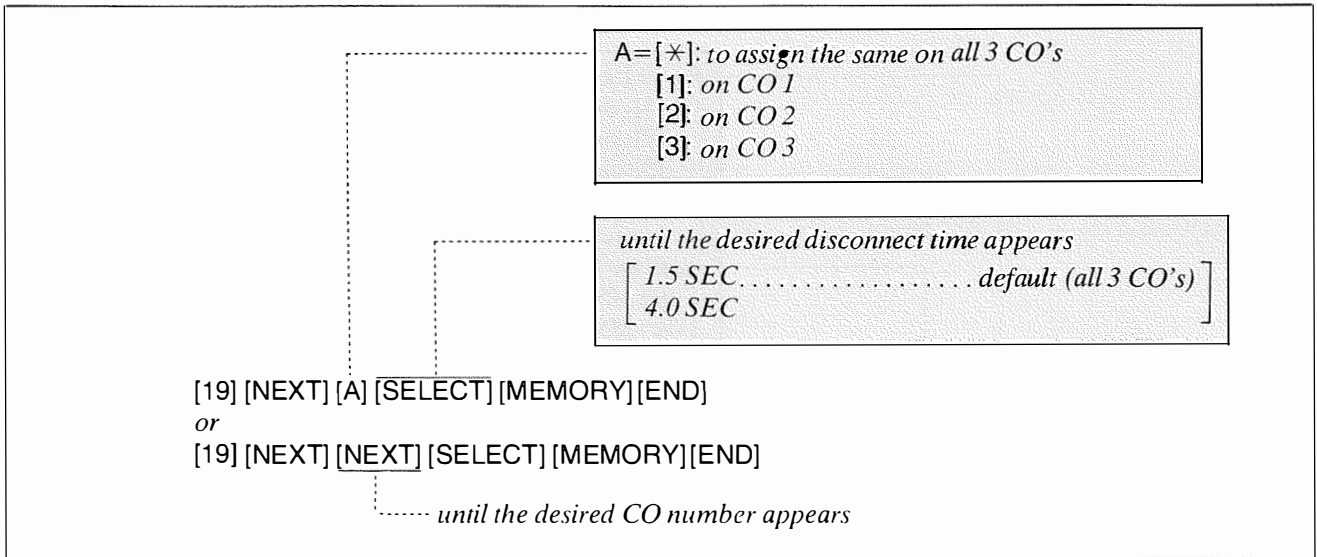 A=[✳]: to assign the same on all 3 CO's
[1]: on CO 1
[2]: on CO 2
[3]: on CO 3
until the desired disconnect time appears
1.5 SEC.................. default (all 3 CO's)
4.0 SEC
[19] [NEXT] [A] [SELECT] [MEMORY] [END]
or
[19] [NEXT] [NEXT] [SELECT] [MEMORY] [END]
until the desired CO number appears